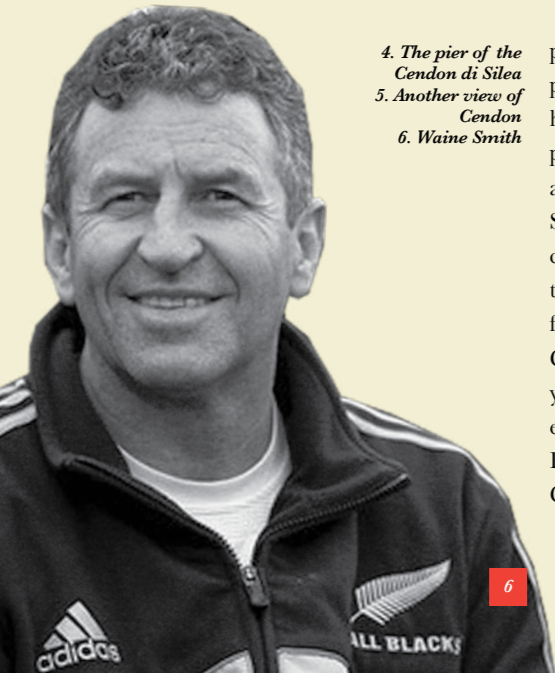 4. The pier of the
Cendon di Silea
5. Another view of
Cendon
6. Waine Smith
6
adidas
ALL BLACKS